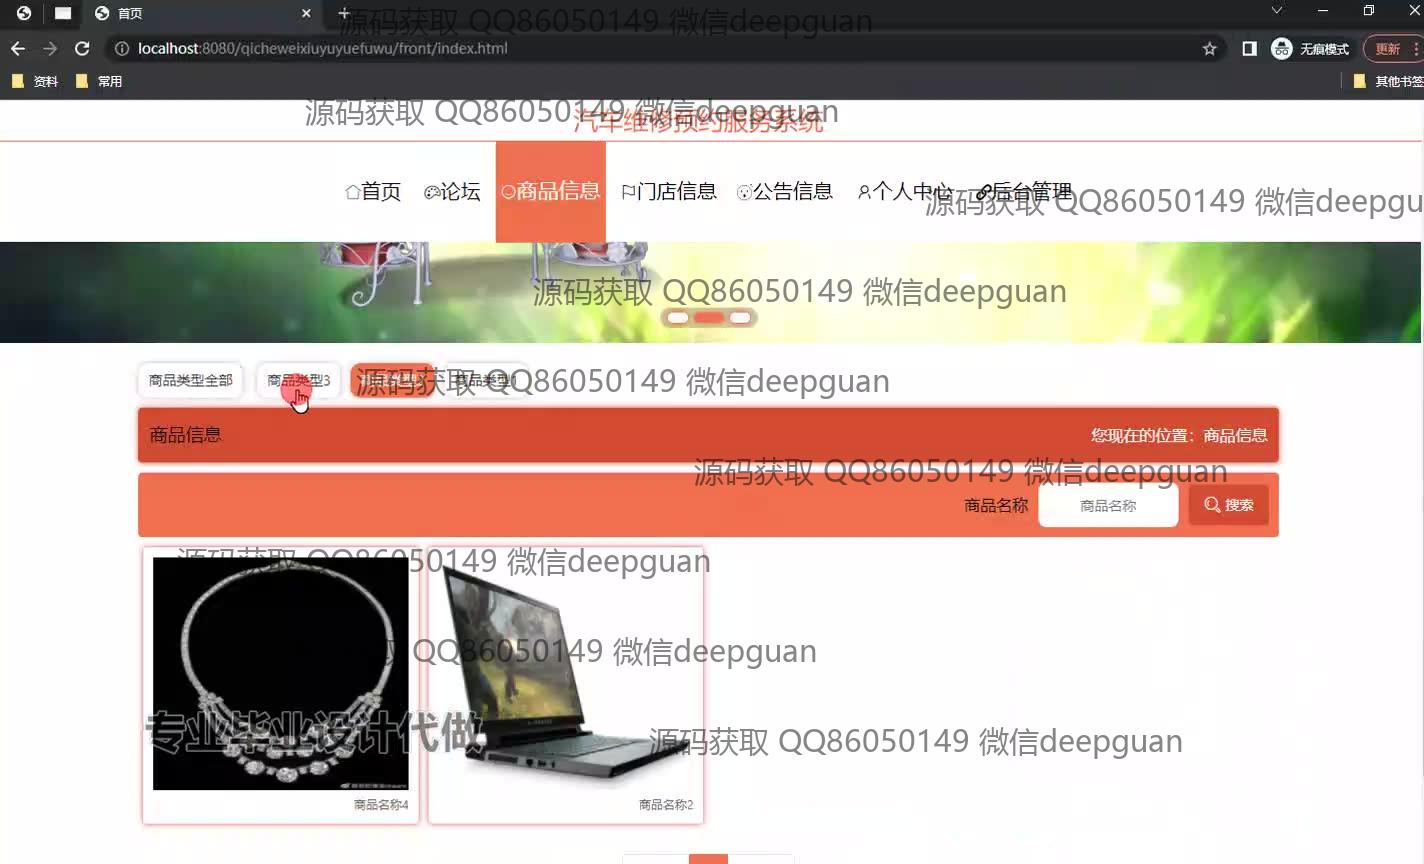 首页
localhost:8080/qicheweixiuyuyuefuwu/front/index.html
无痕模式
更新
资料
常用
其他书签
源码获取 QQ86050149 微信deepguan
源码获取 QQ86050149 微信deepguan
汽车维修预约服务系统
首页
论坛
商品信息
门店信息
公告信息
个人中心
后台管理
源码获取 QQ86050149 微信deepgu
源码获取 QQ86050149 微信deepguan
商品类型全部
商品类型3
源码获取 QQ86050149 微信deepguan
商品信息
您现在的位置：商品信息
源码获取 QQ86050149 微信deepguan
商品名称
商品名称
搜索
源码获取 QQ86050149 微信deepguan
QQ86050149 微信deepguan
专业毕业设计代做
源码获取 QQ86050149 微信deepguan
商品名称4
商品名称2